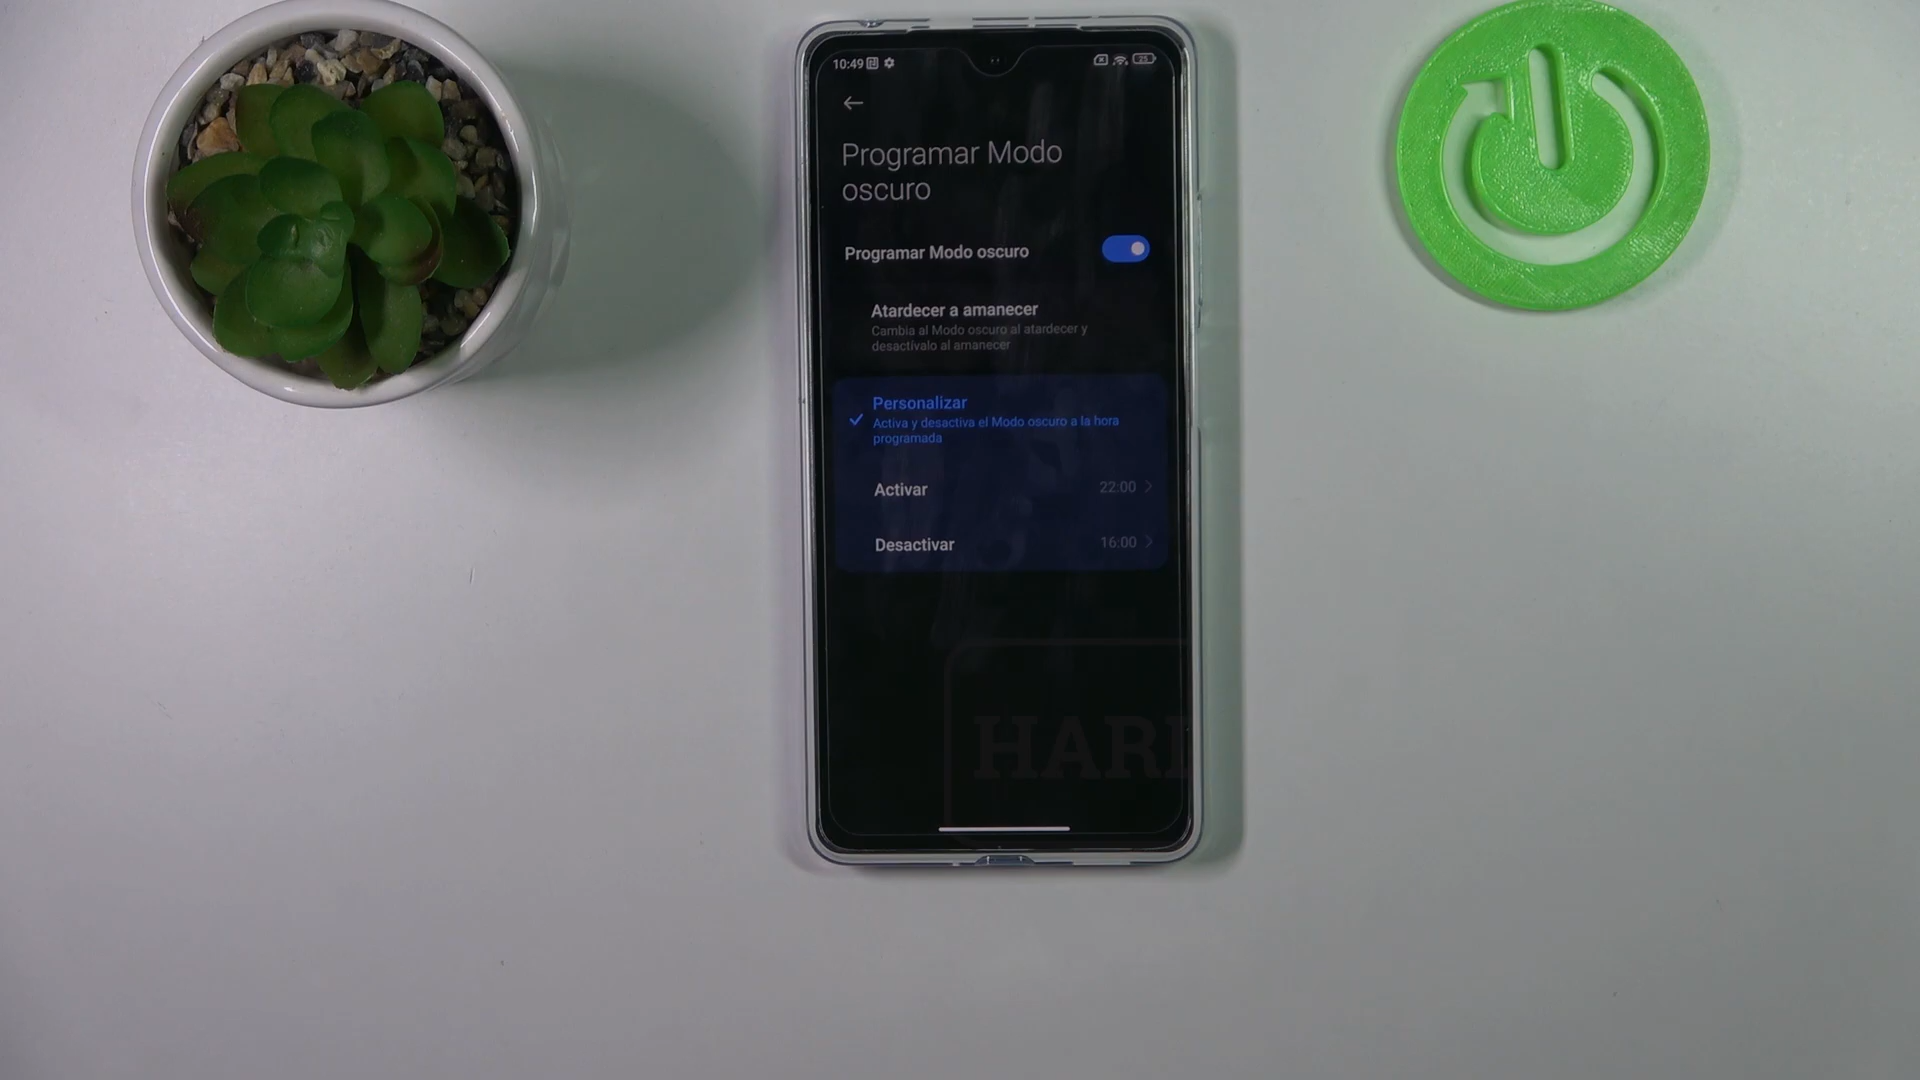 10:49
25
Programar Modo
oscuro
Programar Modo oscuro
Atardecer a amanecer
Cambia al Modo oscuro al atardecer y
desactívalo al amanecer
Personalizar
Activa y desactiva el Modo oscuro a la hora
programada
Activar 22:00
Desactivar 16:00